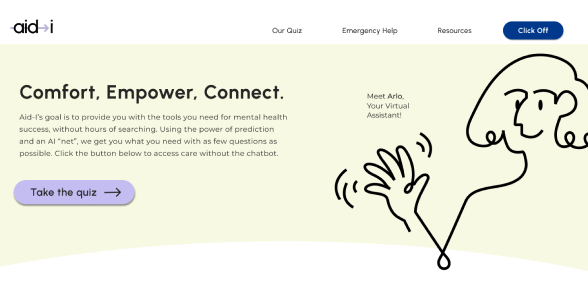 aid→i
Our Quiz
Emergency Help
Resources
Click Off
Comfort, Empower, Connect.
Aid-I's goal is to provide you with the tools you need for mental health
success, without hours of searching. Using the power of prediction
and an AI "net", we get you what you need with as few questions as
possible. Click the button below to access care without the chatbot.
Take the quiz →
Meet Arlo,
Your Virtual
Assistant!